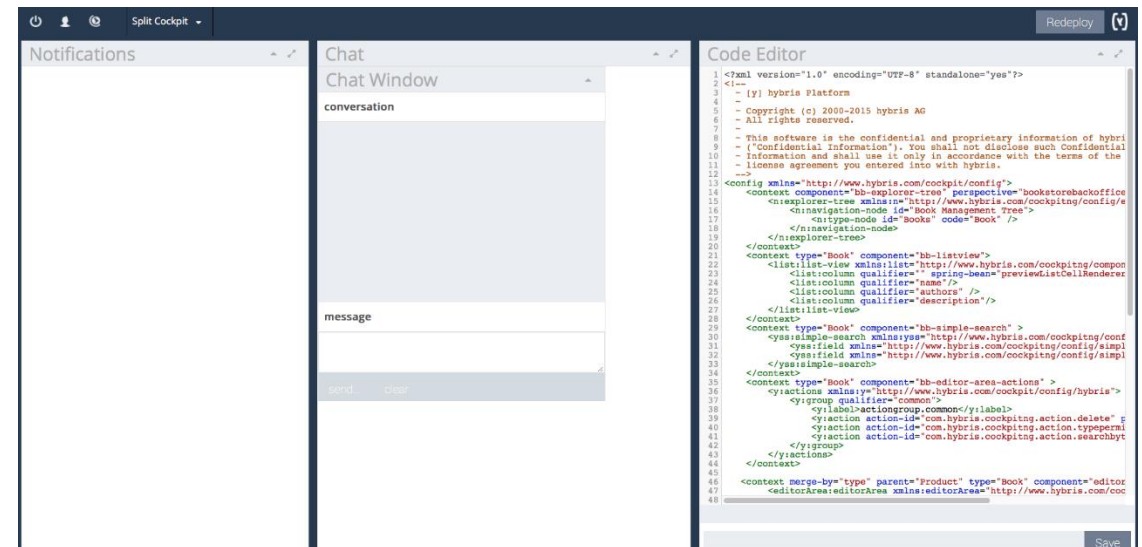 Split Cockpit
Redeploy
[y]
Notifications
Chat
Chat Window
conversation
message
send
clear
Code Editor
1 <?xml version="1.0" encoding="UTF-8" standalone="yes"?>
2 <!--
3 - [y] hybris Platform
4 -
5 - Copyright (c) 2000-2015 hybris AG
6 - All rights reserved.
7 -
8 - This software is the confidential and proprietary information of hybri
9 - ("Confidential Information"). You shall not disclose such Confidential
10 - Information and shall use it only in accordance with the terms of the
11 - license agreement you entered into with hybris.
12 -->
13 <config xmlns="http://www.hybris.com/cockpit/config">
14 <context component="bb-explorer-tree" perspective="bookstorebackoffice
15 <n:explorer-tree xmlns:n="http://www.hybris.com/cockpitng/config/e
16 <n:navigation-node id="Book Management Tree">
17 <n:type-node id="Books" code="Book" />
18 </n:navigation-node>
19 </n:explorer-tree>
20 </context>
21 <context type="Book" component="bb-listview">
22 <list:list-view xmlns:list="http://www.hybris.com/cockpitng/compon
23 <list:column qualifier="" spring-bean="previewListCellRenderer
24 <list:column qualifier="name"/>
25 <list:column qualifier="authors" />
26 <list:column qualifier="description"/>
27 </list:list-view>
28 </context>
29 <context type="Book" component="bb-simple-search" >
30 <yss:simple-search xmlns:yss="http://www.hybris.com/cockpitng/conf
31 <yss:field xmlns="http://www.hybris.com/cockpitng/config/simpl
32 <yss:field xmlns="http://www.hybris.com/cockpitng/config/simpl
33 </yss:simple-search>
34 </context>
35 <context type="Book" component="bb-editor-area-actions" >
36 <y:actions xmlns:y="http://www.hybris.com/cockpit/config/hybris">
37 <y:group qualifier="common">
38 <y:label>actiongroup.common</y:label>
39 <y:action action-id="com.hybris.cockpitng.action.delete" p
40 <y:action action-id="com.hybris.cockpitng.action.typepermi
41 <y:action action-id="com.hybris.cockpitng.action.searchbyt
42 </y:group>
43 </y:actions>
44 </context>
45
46 <context merge-by="type" parent="Product" type="Book" component="editor
47 <editorArea:editorArea xmlns:editorArea="http://www.hybris.com/coc
48
Save